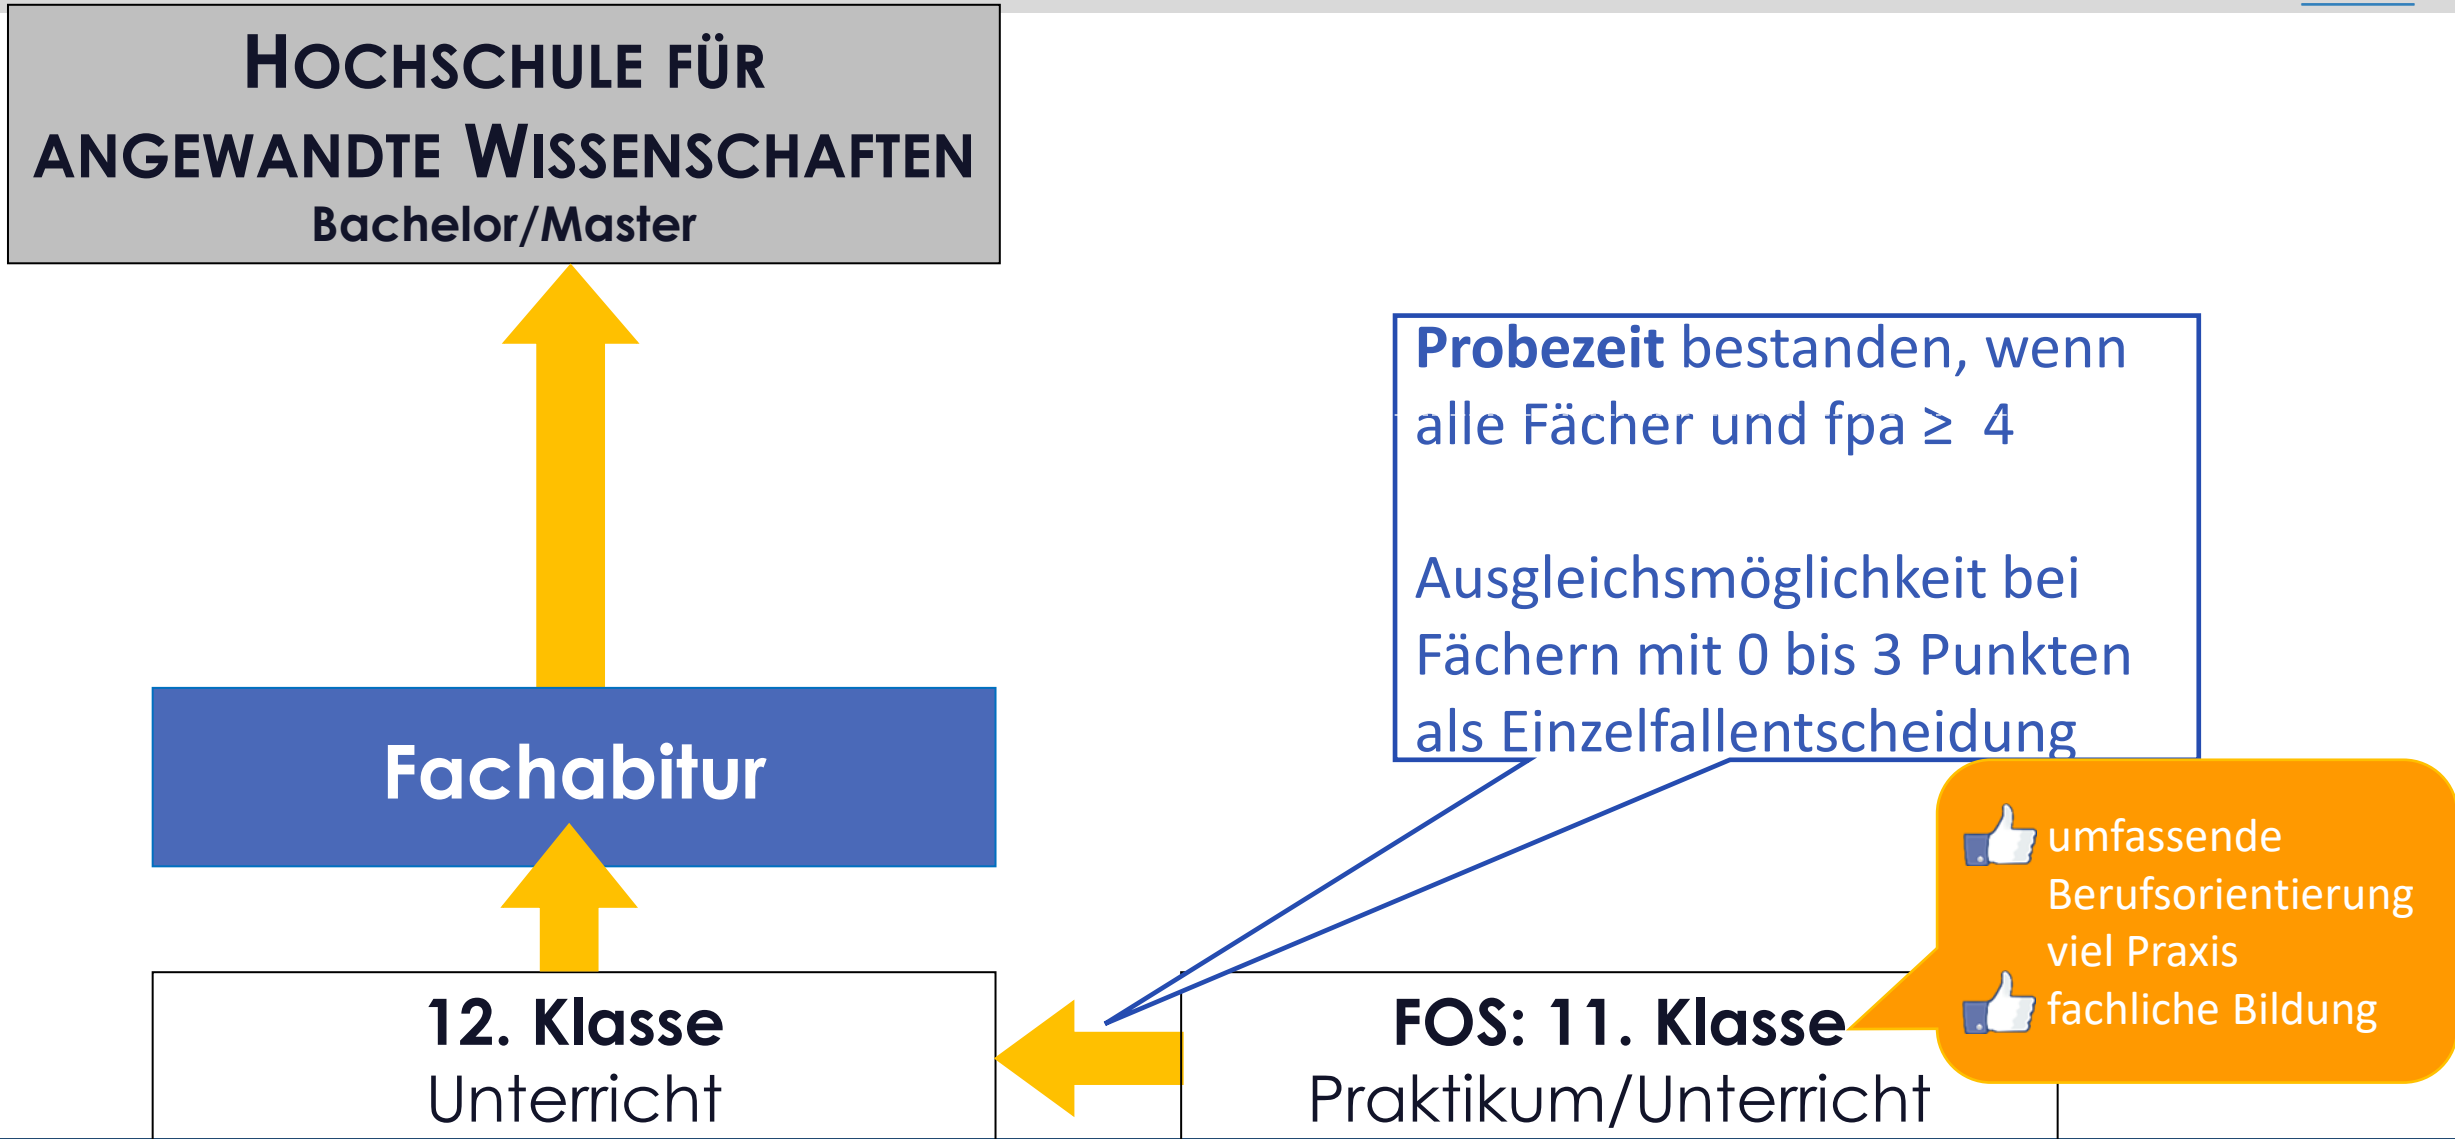 HOCHSCHULE FÜR
ANGEWANDTE WISSENSCHAFTEN
Bachelor/Master
Probezeit bestanden, wenn
alle Fächer und fpa ≥ 4
Ausgleichsmöglichkeit bei
Fächern mit 0 bis 3 Punkten
als Einzelfallentscheidung
Fachabitur
umfassende
Berufsorientierung
viel Praxis
fachliche Bildung
12. Klasse
Unterricht
FOS: 11. Klasse
Praktikum/Unterricht